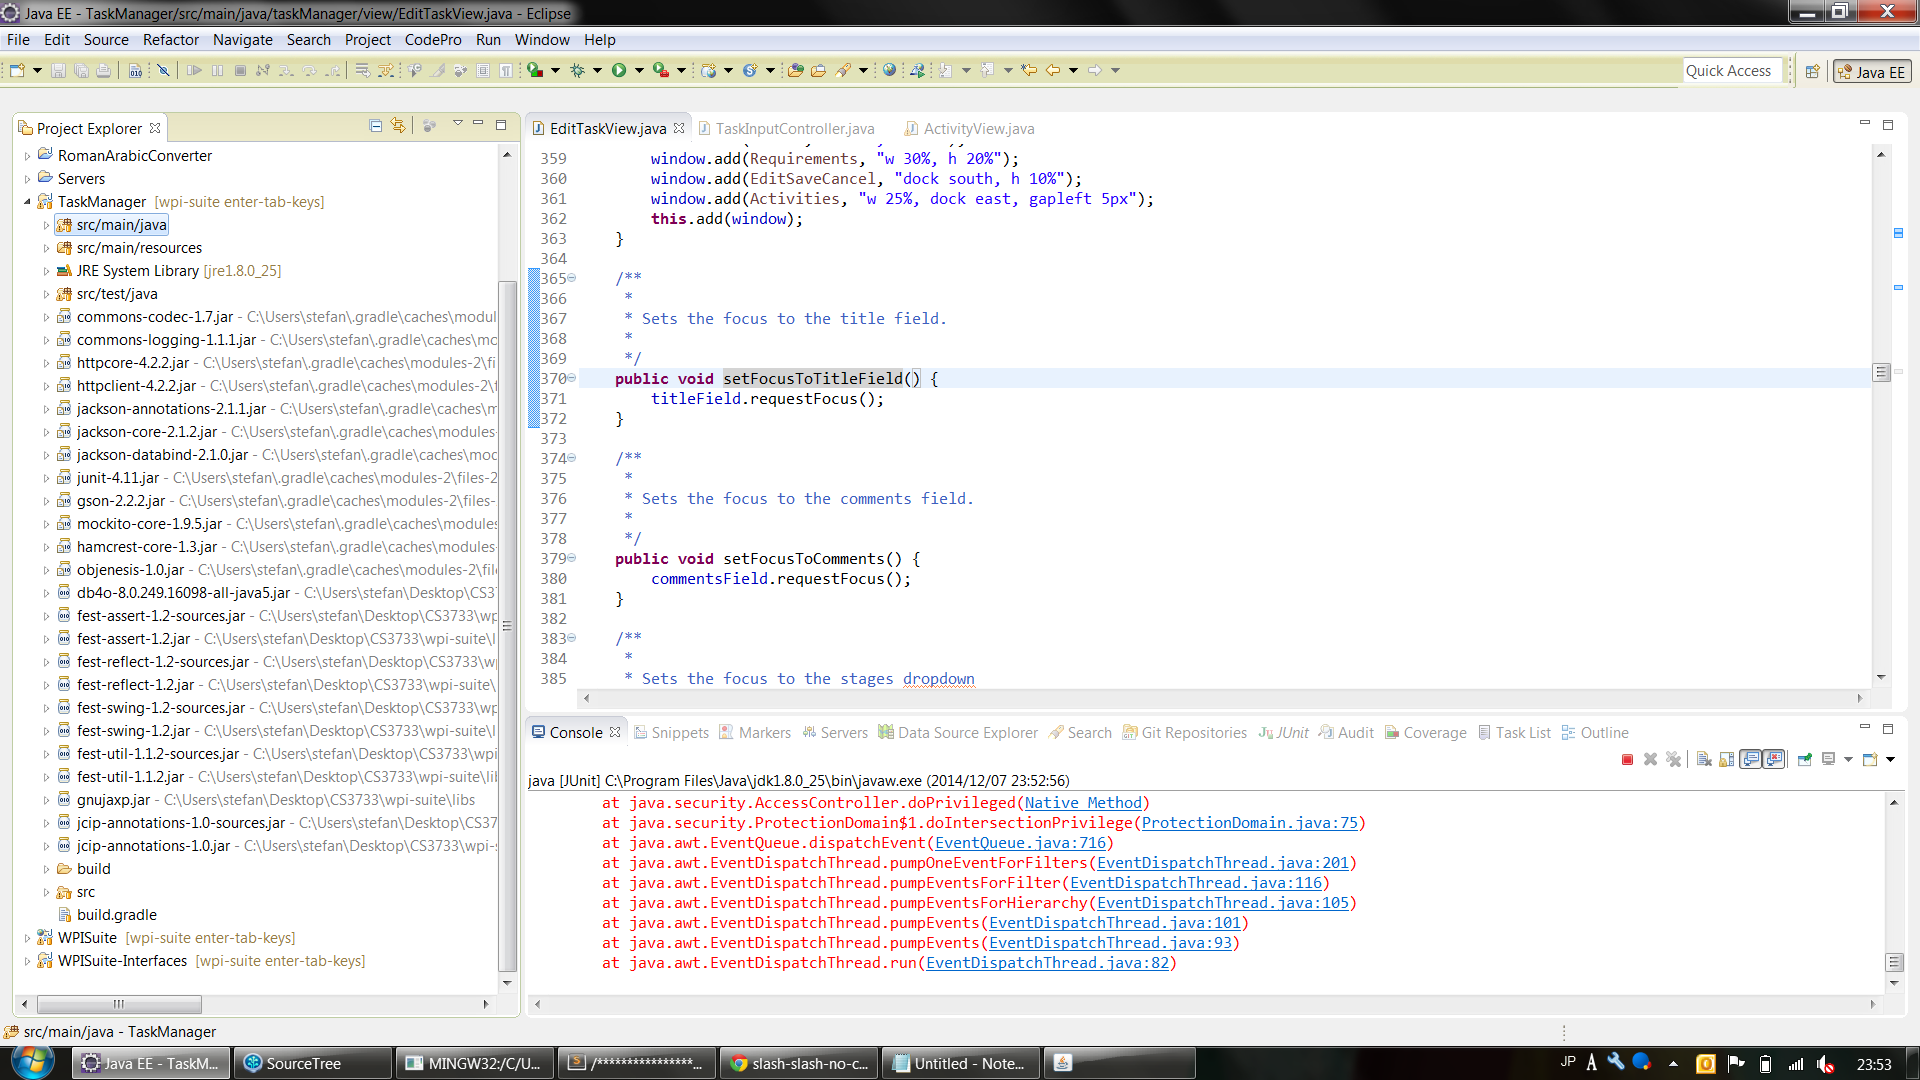 Java EE - TaskManager/src/main/java/taskManager/view/EditTaskView.java - Eclipse
File Edit Source Refactor Navigate Search Project CodePro Run Window Help
Quick Access Java EE
Project Explorer
RomanArabicConverter
Servers
TaskManager [wpi-suite enter-tab-keys]
src/main/java
src/main/resources
JRE System Library [jre1.8.0_25]
src/test/java
commons-codec-1.7.jar - C:\Users\stefan\.gradle\caches\modul
commons-logging-1.1.1.jar - C:\Users\stefan\.gradle\caches\mo
httpcore-4.2.2.jar - C:\Users\stefan\.gradle\caches\modules-2\fi
httpclient-4.2.2.jar - C:\Users\stefan\.gradle\caches\modules-2\f
jackson-annotations-2.1.1.jar - C:\Users\stefan\.gradle\caches\m
jackson-core-2.1.2.jar - C:\Users\stefan\.gradle\caches\modules-
jackson-databind-2.1.0.jar - C:\Users\stefan\.gradle\caches\moc
junit-4.11.jar - C:\Users\stefan\.gradle\caches\modules-2\files-2
gson-2.2.2.jar - C:\Users\stefan\.gradle\caches\modules-2\files-
mockito-core-1.9.5.jar - C:\Users\stefan\.gradle\caches\modules
hamcrest-core-1.3.jar - C:\Users\stefan\.gradle\caches\modules-
objenesis-1.0.jar - C:\Users\stefan\.gradle\caches\modules-2\file
db4o-8.0.249.16098-all-java5.jar - C:\Users\stefan\Desktop\CS3
fest-assert-1.2-sources.jar - C:\Users\stefan\Desktop\CS3733\wp
fest-assert-1.2.jar - C:\Users\stefan\Desktop\CS3733\wpi-suite\l
fest-reflect-1.2-sources.jar - C:\Users\stefan\Desktop\CS3733\w
fest-reflect-1.2.jar - C:\Users\stefan\Desktop\CS3733\wpi-suite\
fest-swing-1.2-sources.jar - C:\Users\stefan\Desktop\CS3733\wp
fest-swing-1.2.jar - C:\Users\stefan\Desktop\CS3733\wpi-suite\l
fest-util-1.1.2-sources.jar - C:\Users\stefan\Desktop\CS3733\wpi
fest-util-1.1.2.jar - C:\Users\stefan\Desktop\CS3733\wpi-suite\lil
gnujaxp.jar - C:\Users\stefan\Desktop\CS3733\wpi-suite\libs
jcip-annotations-1.0-sources.jar - C:\Users\stefan\Desktop\CS37
jcip-annotations-1.0.jar - C:\Users\stefan\Desktop\CS3733\wpi-s
build
src
build.gradle
WPISuite [wpi-suite enter-tab-keys]
WPISuite-Interfaces [wpi-suite enter-tab-keys]
EditTaskView.java TaskInputController.java ActivityView.java
359 window.add(Requirements, "w 30%, h 20%");
360 window.add(EditSaveCancel, "dock south, h 10%");
361 window.add(Activities, "w 25%, dock east, gapleft 5px");
362 this.add(window);
363 }
364
365 /**
366 *
367 * Sets the focus to the title field.
368 *
369 */
370 public void setFocusToTitleField() {
371 titleField.requestFocus();
372 }
373
374 /**
375 *
376 * Sets the focus to the comments field.
377 *
378 */
379 public void setFocusToComments() {
380 commentsField.requestFocus();
381 }
382
383 /**
384 *
385 * Sets the focus to the stages dropdown
Console Snippets Markers Servers Data Source Explorer Search Git Repositories JUnit Audit Coverage Task List Outline
java [JUnit] C:\Program Files\Java\jdk1.8.0_25\bin\javaw.exe (2014/12/07 23:52:56)
at java.security.AccessController.doPrivileged(Native Method)
at java.security.ProtectionDomain$1.doIntersectionPrivilege(ProtectionDomain.java:75)
at java.awt.EventQueue.dispatchEvent(EventQueue.java:716)
at java.awt.EventDispatchThread.pumpOneEventForFilters(EventDispatchThread.java:201)
at java.awt.EventDispatchThread.pumpEventsForFilter(EventDispatchThread.java:116)
at java.awt.EventDispatchThread.pumpEventsForHierarchy(EventDispatchThread.java:105)
at java.awt.EventDispatchThread.pumpEvents(EventDispatchThread.java:101)
at java.awt.EventDispatchThread.pumpEvents(EventDispatchThread.java:93)
at java.awt.EventDispatchThread.run(EventDispatchThread.java:82)
src/main/java - TaskManager
Java EE - TaskM... SourceTree MINGW32:/C/U... /****************... slash-slash-no-c... Untitled - Note... JP A 23:53